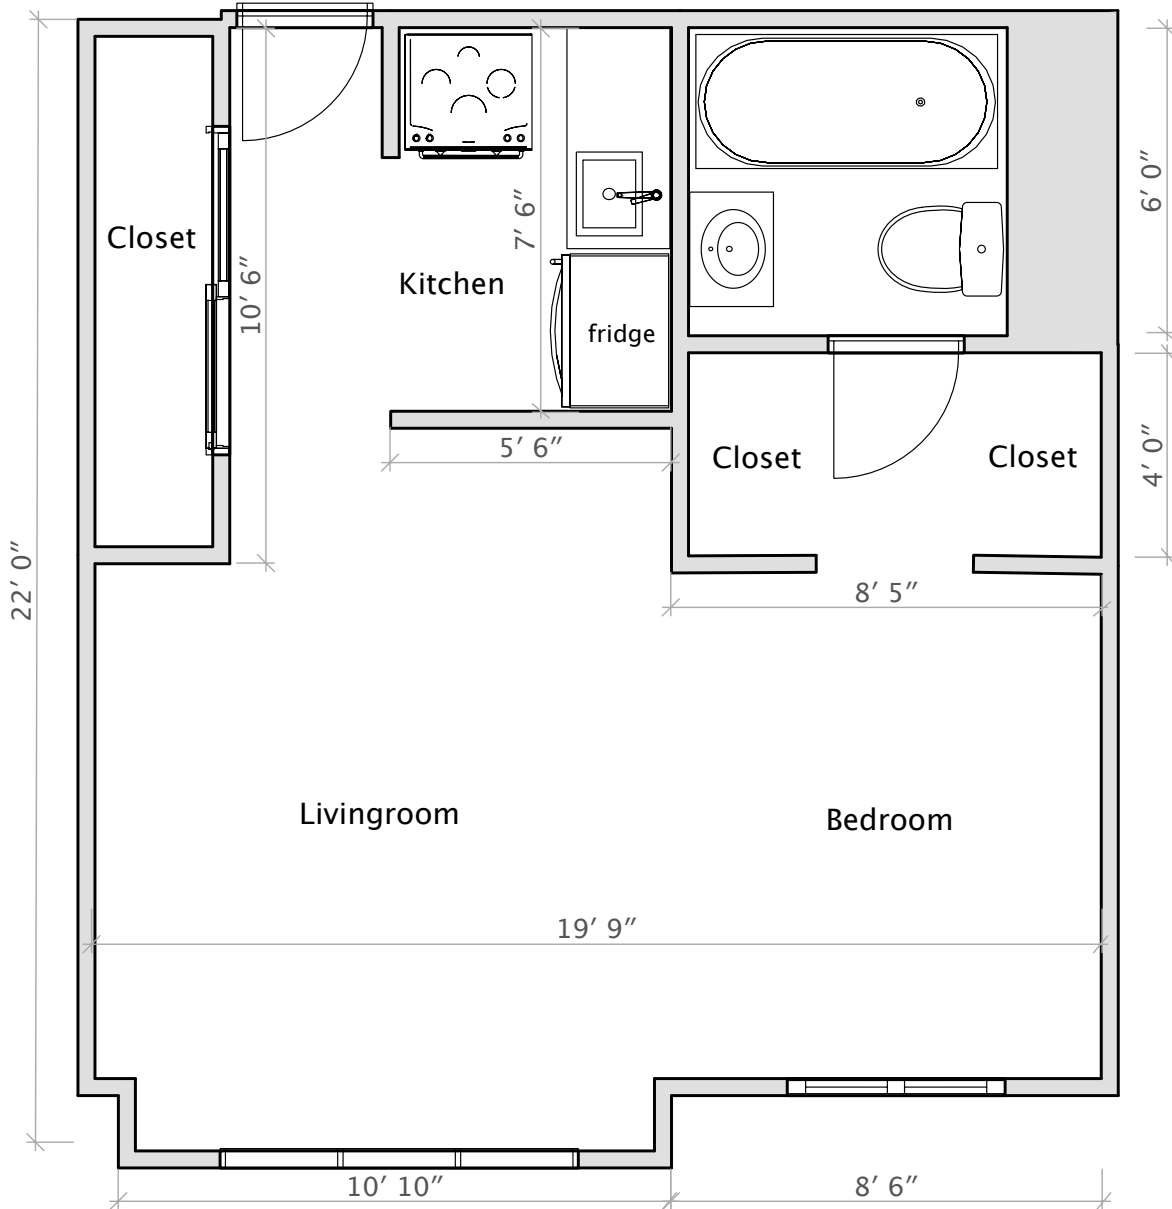 6′ 0″
Closet
7′ 6″
10′ 6″
Kitchen
fridge
5′ 6″
Closet
Closet
4′ 0″
22′ 0″
8′ 5″
Livingroom
Bedroom
19′ 9″
10′ 10″
8′ 6″